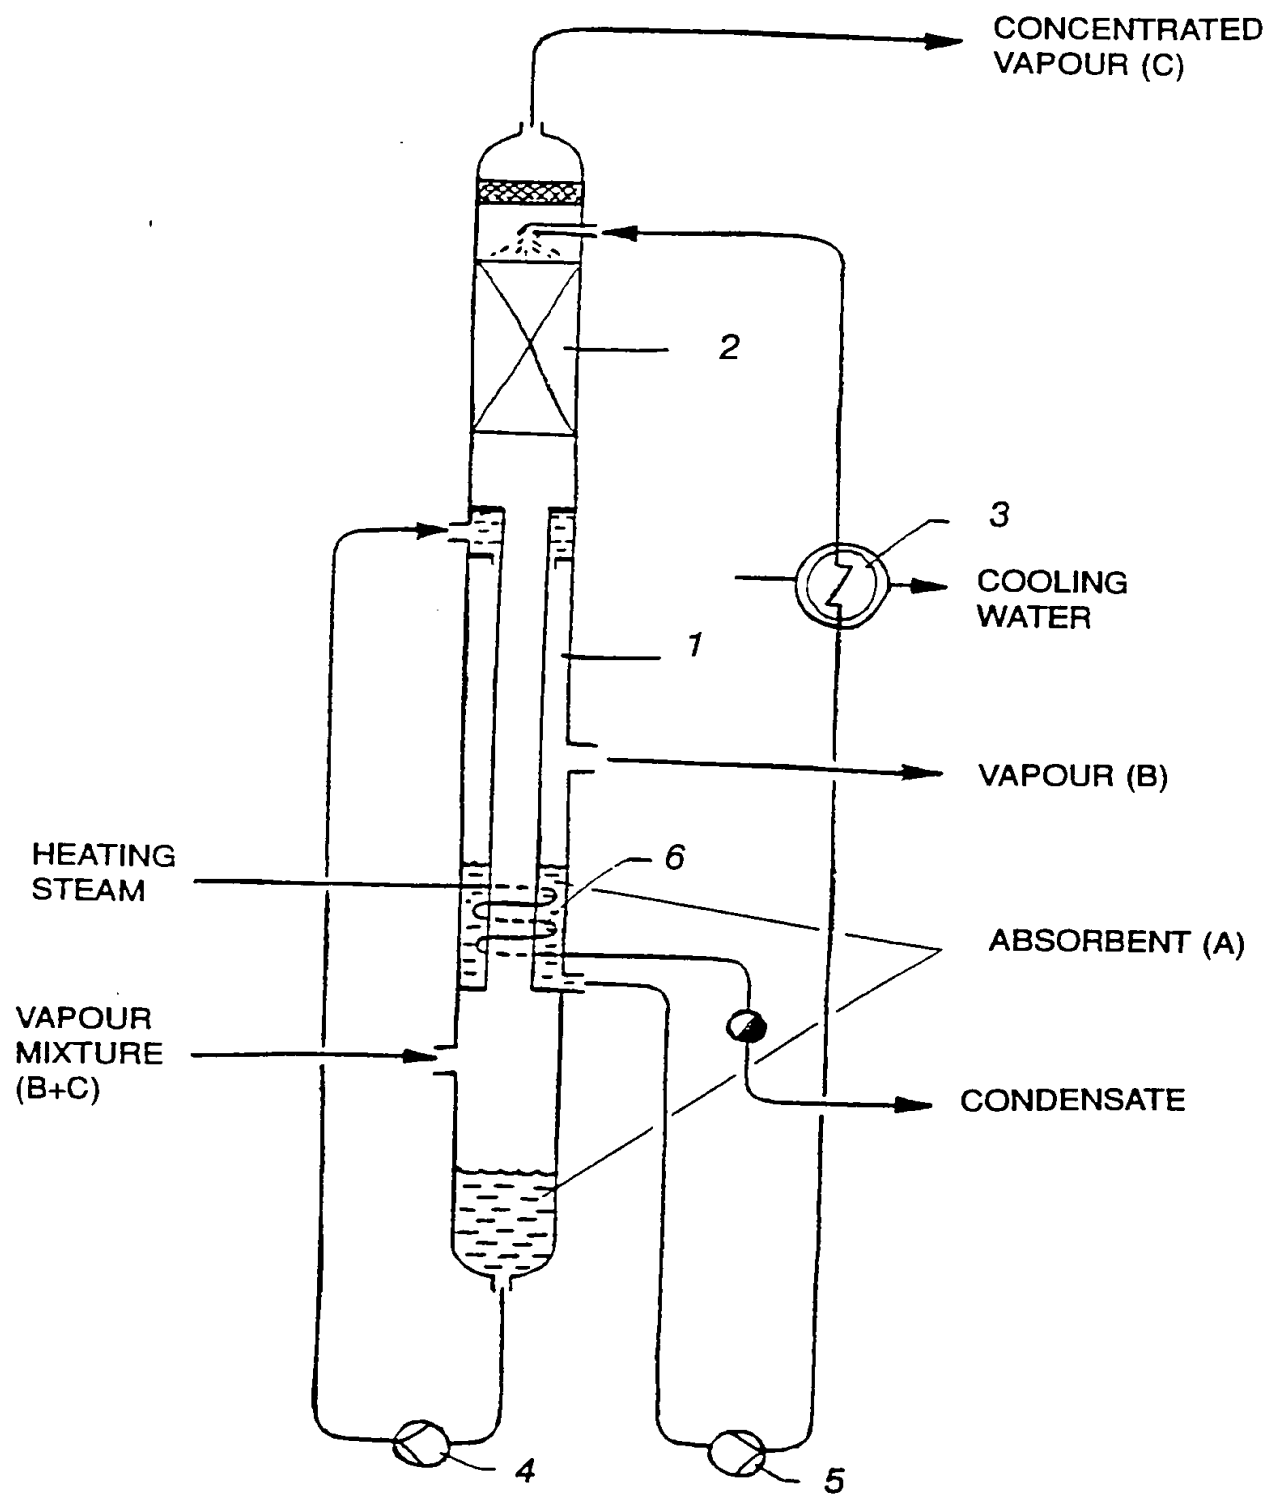 CONCENTRATED
VAPOUR (C)
2
3
COOLING
WATER
1
VAPOUR (B)
HEATING
STEAM
6
ABSORBENT (A)
VAPOUR
MIXTURE
(B+C)
CONDENSATE
4
5